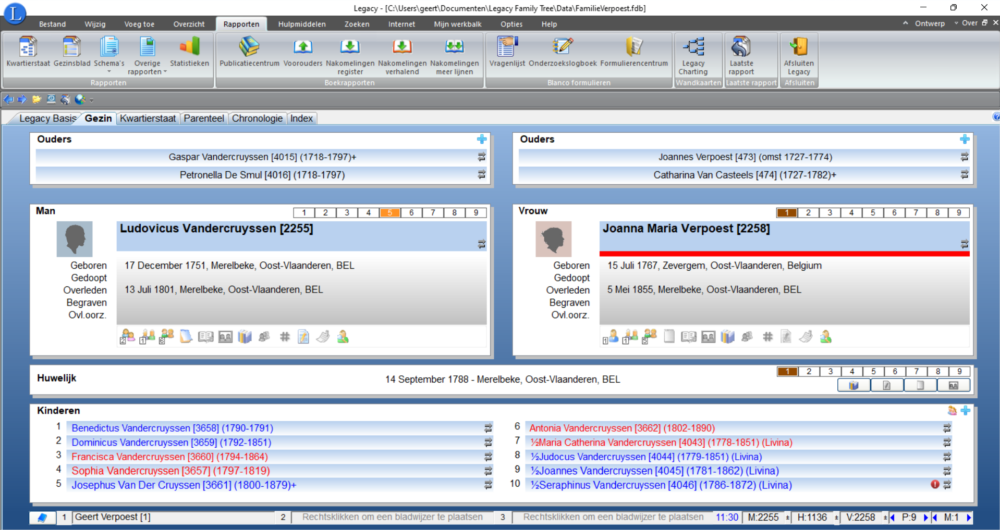 Legacy - [C:\Users\geert\Documenten\Legacy Family Tree\Data\FamilieVerpoest.fdb]
L
Bestand Wijzig Voeg toe Overzicht Rapporten Hulpmiddelen Zoeken Internet Mijn werkbalk Opties Help Ontwerp Over
Kwartierstaat Gezinsblad Schema's Overige rapporten Statistieken
Rapporten
Publicatiecentrum Voorouders Nakomelingen register Nakomelingen verhalend Nakomelingen meer lijnen
Boekrapporten
Vragenlijst Onderzoekslogboek Formulierencentrum
Blanco formulieren
Legacy Charting
Wandkaarten
Laatste rapport
Laatste rapport
Afsluiten Legacy
Afsluiten
Legacy Basis Gezin Kwartierstaat Parenteel Chronologie Index
Ouders
Gaspar Vandercruyssen [4015] (1718-1797)+
Petronella De Smul [4016] (1718-1797)
Ouders
Joannes Verpoest [473] (omst 1727-1774)
Catharina Van Casteels [474] (1727-1782)+
Man
1 2 3 4 5 6 7 8 9
Ludovicus Vandercruyssen [2255]
Geboren 17 December 1751, Merelbeke, Oost-Vlaanderen, BEL
Gedoopt
Overleden 13 Juli 1801, Merelbeke, Oost-Vlaanderen, BEL
Begraven
Ovl.oorz.
2 1 6 #
Vrouw
1 2 3 4 5 6 7 8 9
Joanna Maria Verpoest [2258]
Geboren 15 Juli 1767, Zevergem, Oost-Vlaanderen, Belgium
Gedoopt
Overleden 5 Mei 1855, Merelbeke, Oost-Vlaanderen, BEL
Begraven
Ovl.oorz.
1 1 5 #
Huwelijk
14 September 1788 - Merelbeke, Oost-Vlaanderen, BEL
1 2 3 4 5 6 7 8 9
Kinderen
1 Benedictus Vandercruyssen [3658] (1790-1791)
2 Dominicus Vandercruyssen [3659] (1792-1851)
3 Francisca Vandercruyssen [3660] (1794-1864)
4 Sophia Vandercruyssen [3657] (1797-1819)
5 Josephus Van Der Cruyssen [3661] (1800-1879)+
6 Antonia Vandercruyssen [3662] (1802-1890)
7 ½Maria Catherina Vandercruyssen [4043] (1778-1851) (Livina)
8 ½Judocus Vandercruyssen [4044] (1779-1851) (Livina)
9 ½Joannes Vandercruyssen [4045] (1781-1862) (Livina)
10 ½Seraphinus Vandercruyssen [4046] (1786-1872) (Livina)
1 Geert Verpoest [1] 2 Rechtsklikken om een bladwijzer te plaatsen 3 Rechtsklikken om een bladwijzer te plaatsen 11:30 M:2255 ± H:1136 ± V:2258 ± P:9 M:1